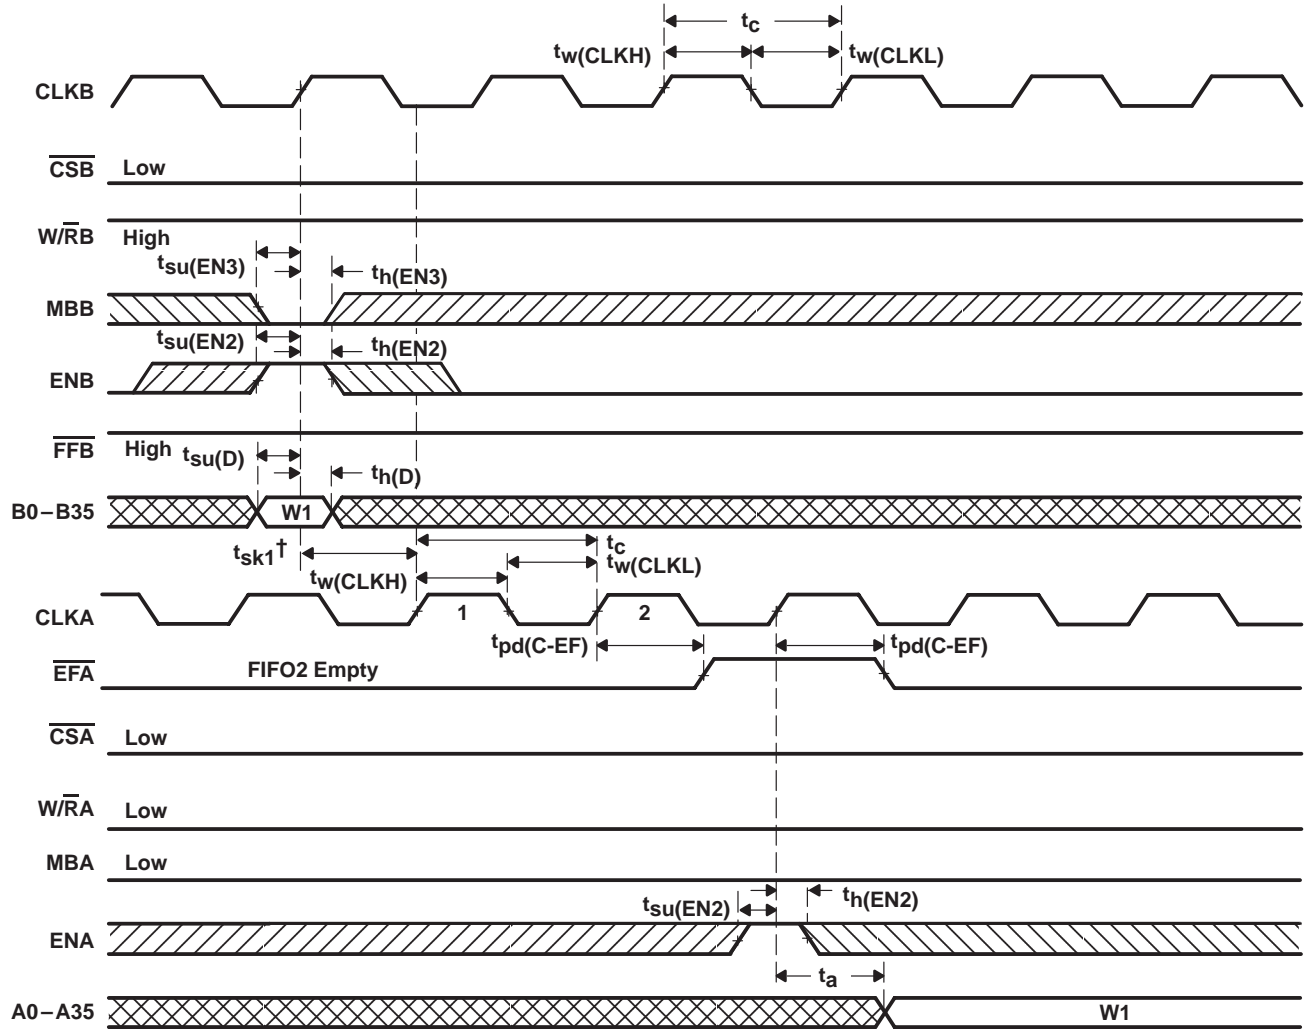 tc
tw(CLKH)
tw(CLKL)
CLKB
CSB
Low
W/RB
High
tsu(EN3)
th(EN3)
MBB
tsu(EN2)
th(EN2)
ENB
FFB
High
tsu(D)
th(D)
B0–B35
W1
tsk1†
tc
tw(CLKH)
tw(CLKL)
CLKA
1
2
tpd(C-EF)
tpd(C-EF)
EFA
FIFO2 Empty
CSA
Low
W/RA
Low
MBA
Low
tsu(EN2)
th(EN2)
ENA
ta
A0–A35
W1